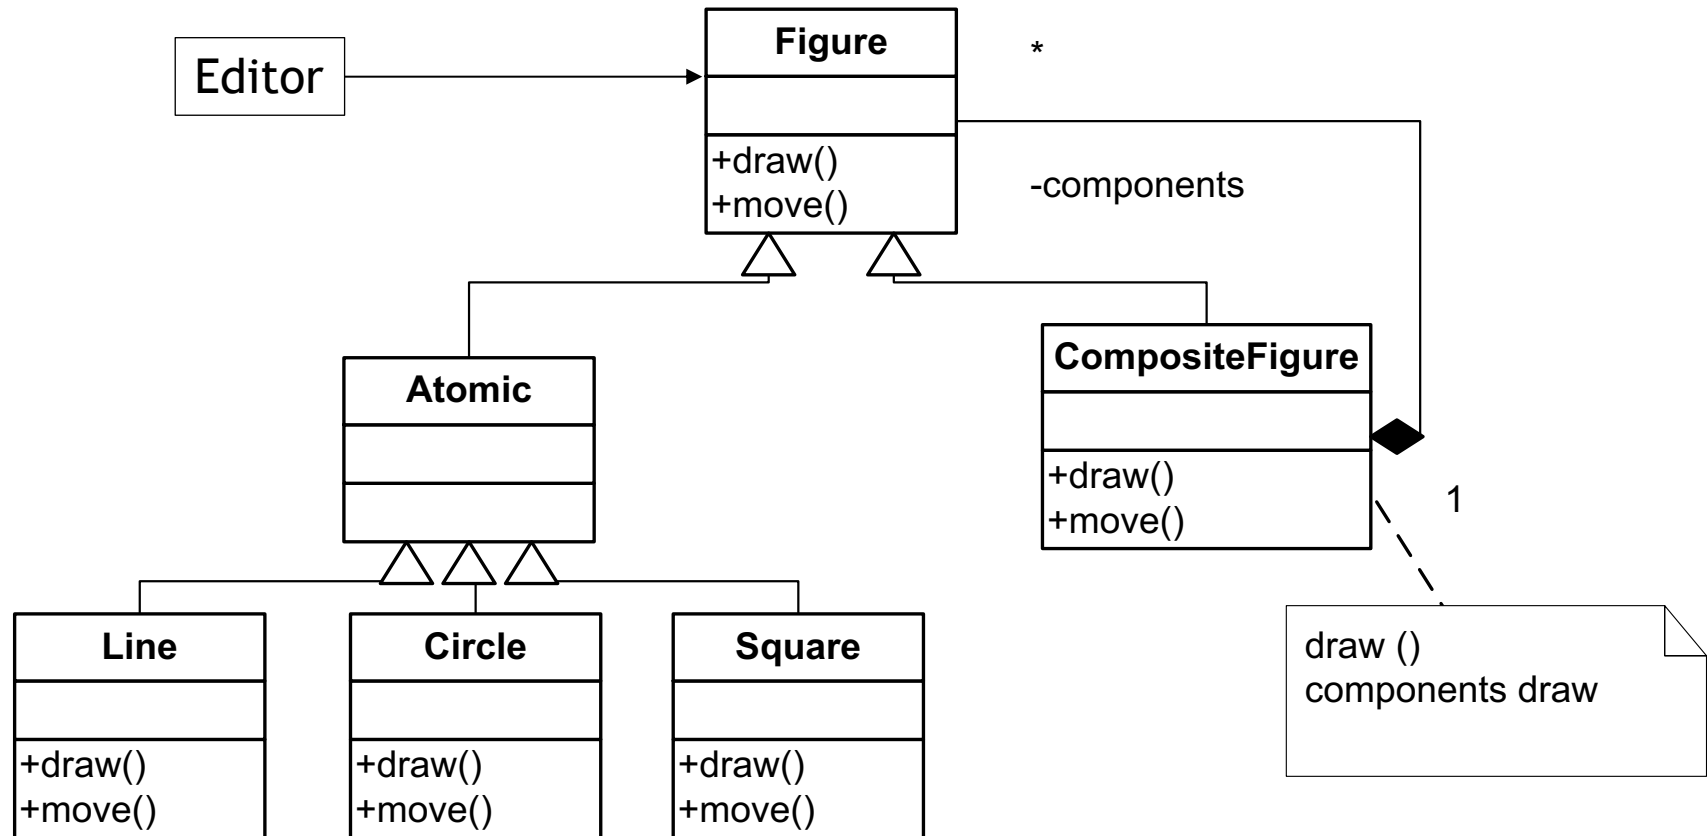 Editor
Figure
*
+draw()
+move()
-components
CompositeFigure
+draw()
+move()
1
Atomic
Line
+draw()
+move()
Circle
+draw()
+move()
Square
+draw()
+move()
draw ()
components draw